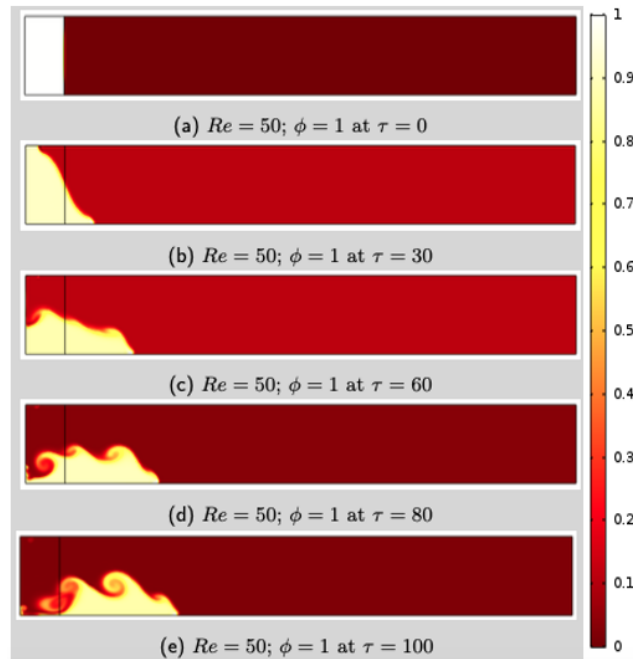 1
0.9
0.8
0.7
0.6
0.5
0.4
0.3
0.2
0.1
0
(a) Re = 50; ϕ = 1 at τ = 0
(b) Re = 50; ϕ = 1 at τ = 30
(c) Re = 50; ϕ = 1 at τ = 60
(d) Re = 50; ϕ = 1 at τ = 80
(e) Re = 50; ϕ = 1 at τ = 100